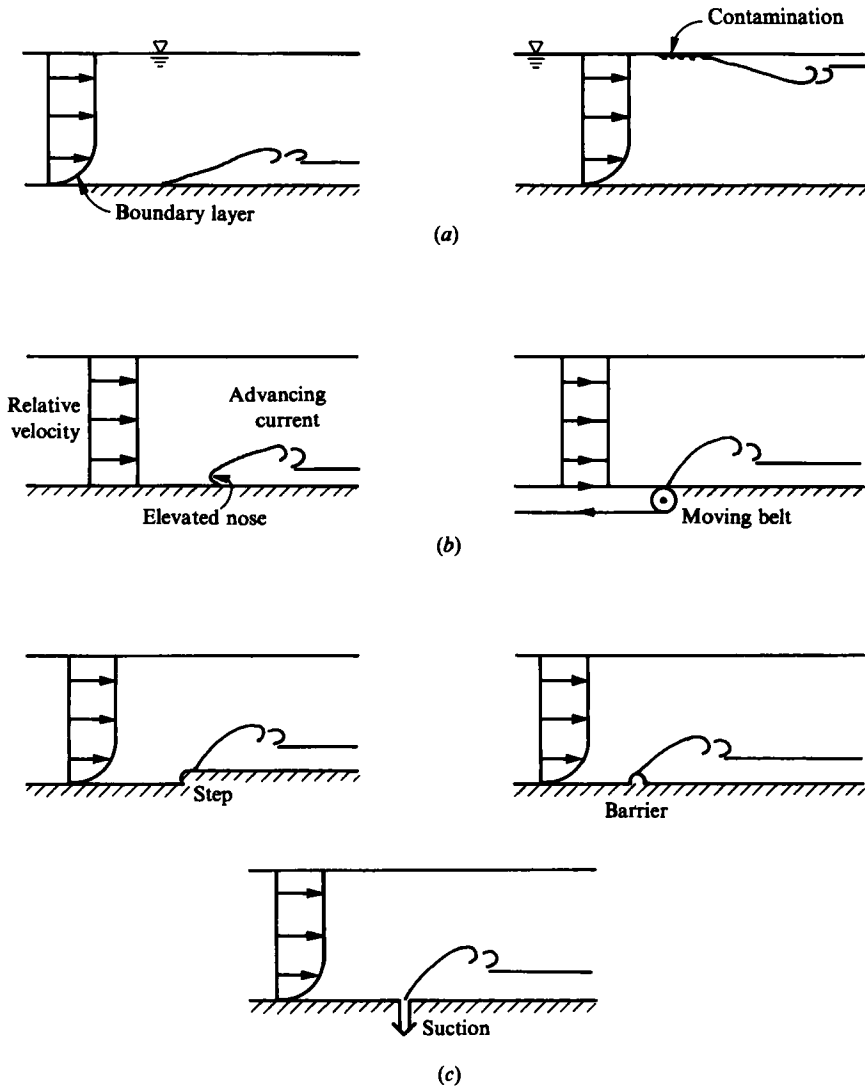 Contamination
Boundary layer
(a)
Relative
velocity
Advancing
current
Elevated nose
Moving belt
(b)
Step
Barrier
Suction
(c)